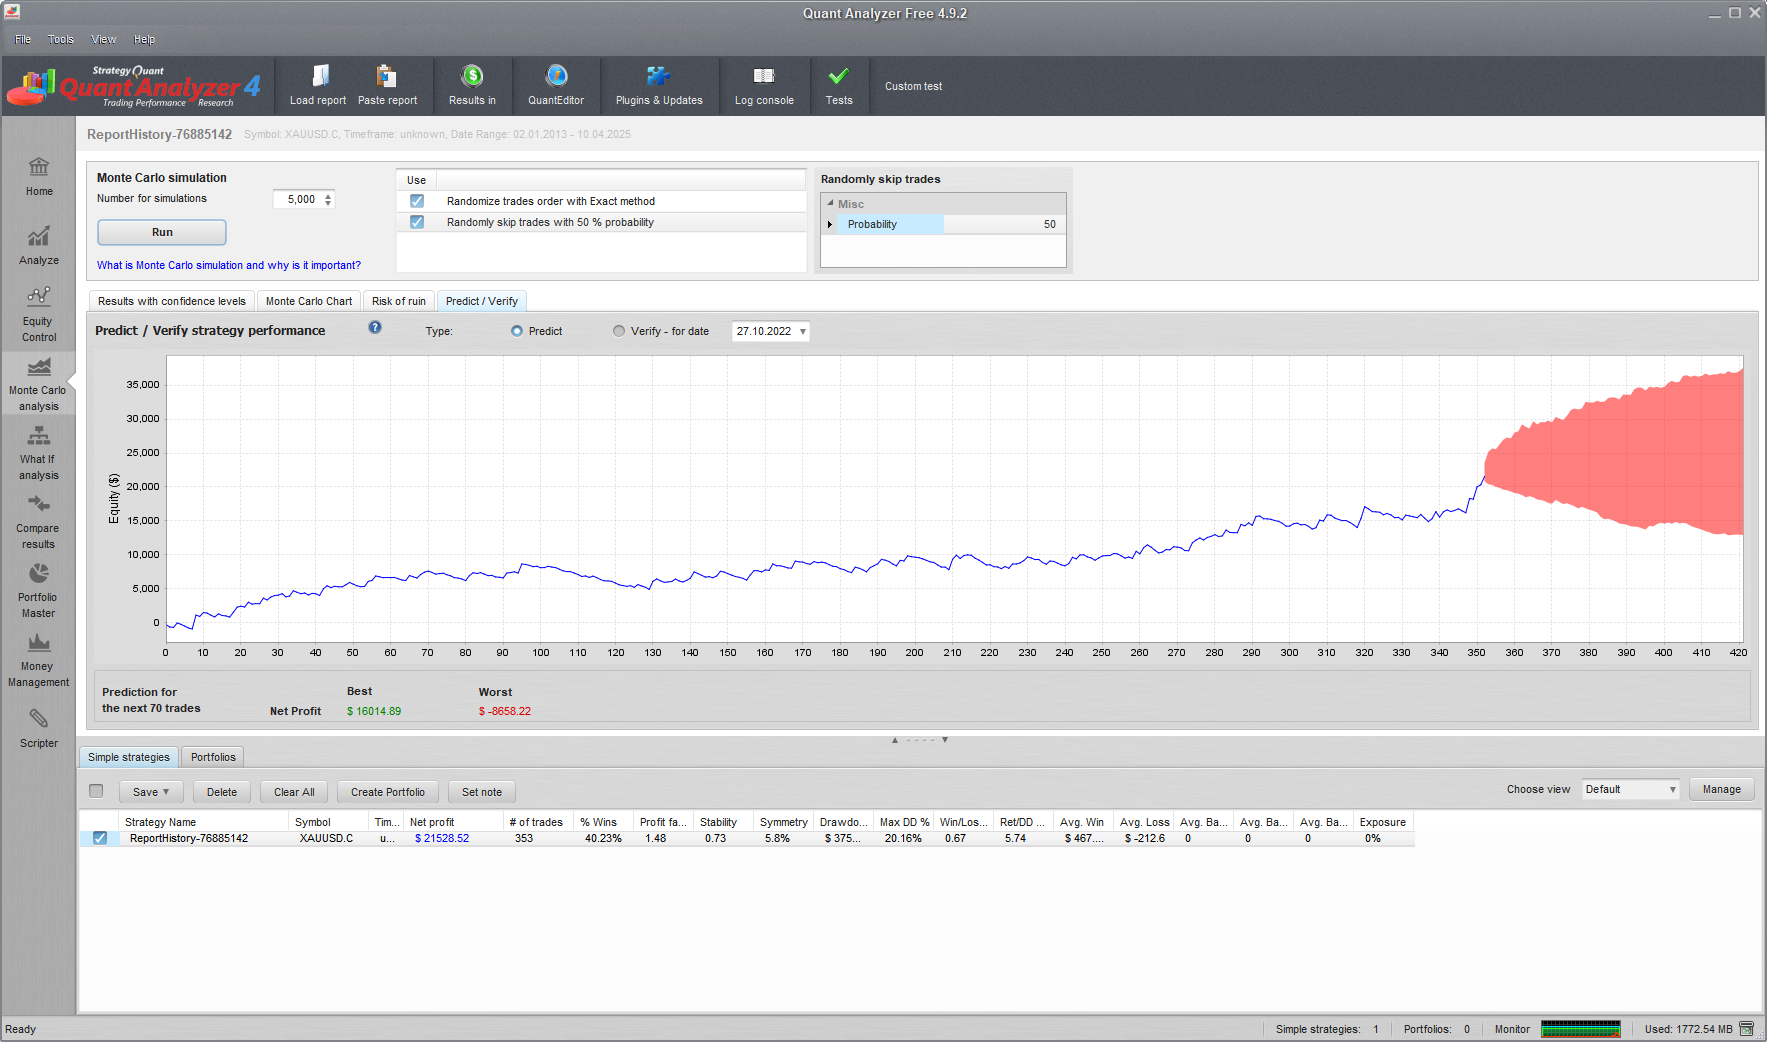 Quant Analyzer Free 4.9.2
File Tools View Help
StrategyQuant
QuantAnalyzer 4
Trading Performance Research
Load report Paste report Results in QuantEditor Plugins & Updates Log console Tests Custom test
ReportHistory-76885142 Symbol: XAUUSD.C, Timeframe: unknown, Date Range: 02.01.2013 - 10.04.2025
Home
Analyze
Equity
Control
Monte Carlo
analysis
What If
analysis
Compare
results
Portfolio
Master
Money
Management
Scripter
Monte Carlo simulation
Number for simulations 5,000
Run
What is Monte Carlo simulation and why is it important?
Use
Randomize trades order with Exact method
Randomly skip trades with 50 % probability
Randomly skip trades
Misc
Probability 50
Results with confidence levels Monte Carlo Chart Risk of ruin Predict / Verify
Predict / Verify strategy performance ? Type: Predict Verify - for date 27.10.2022
Equity ($)
35,000
30,000
25,000
20,000
15,000
10,000
5,000
0
0 10 20 30 40 50 60 70 80 90 100 110 120 130 140 150 160 170 180 190 200 210 220 230 240 250 260 270 280 290 300 310 320 330 340 350 360 370 380 390 400 410 420
Prediction for
the next 70 trades
Best Worst
Net Profit $ 16014.89 $ -8658.22
Simple strategies Portfolios
Save Delete Clear All Create Portfolio Set note Choose view Default Manage
Strategy Name Symbol Tim... Net profit # of trades % Wins Profit fa... Stability Symmetry Drawdo... Max DD % Win/Los... Ret/DD ... Avg. Win Avg. Loss Avg. Ba... Avg. Ba... Avg. Ba... Exposure
ReportHistory-76885142 XAUUSD.C u... $ 21528.52 353 40.23% 1.48 0.73 5.8% $ 375... 20.16% 0.67 5.74 $ 467.... $ -212.6 0 0 0 0%
Ready Simple strategies: 1 Portfolios: 0 Monitor Used: 1772.54 MB